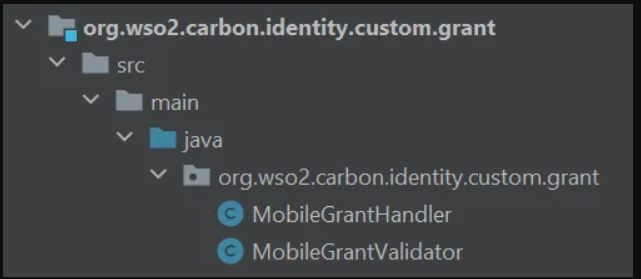 org.wso2.carbon.identity.custom.grant
src
main
java
org.wso2.carbon.identity.custom.grant
C MobileGrantHandler
C MobileGrantValidator